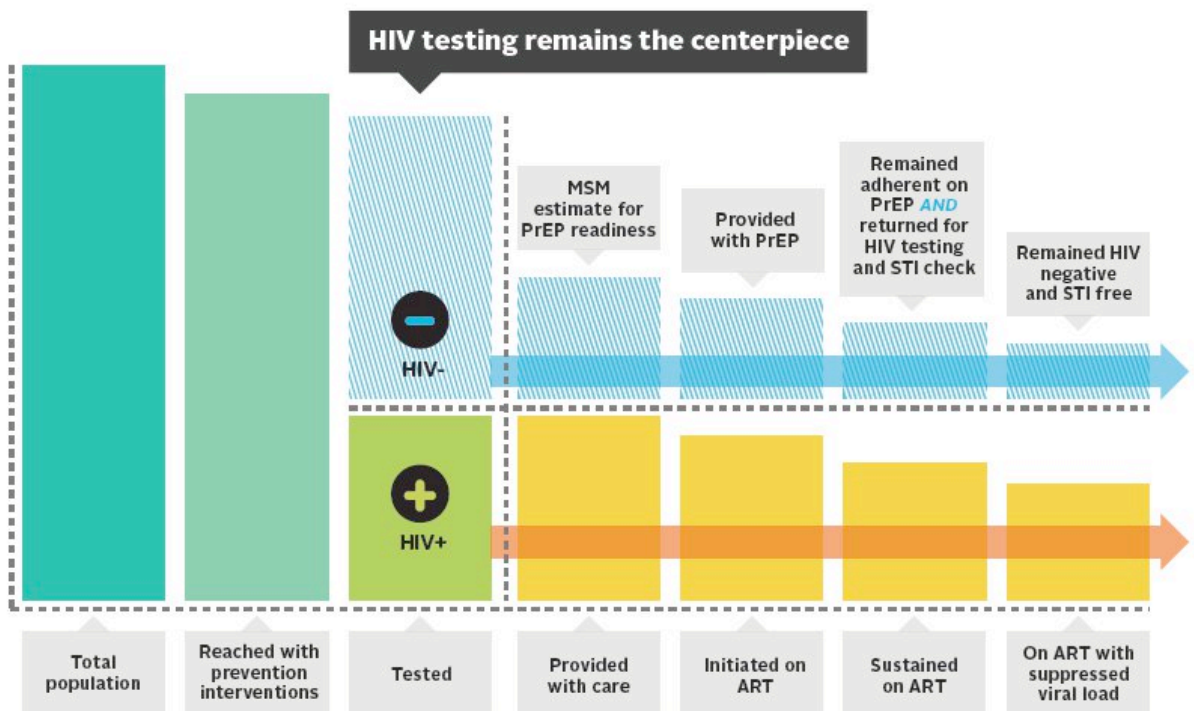 HIV testing remains the centerpiece
MSM
estimate for
PrEP readiness
Provided
with PrEP
Remained
adherent on
PrEP AND
returned for
HIV testing
and STI check
Remained HIV
negative
and STI free
HIV-
HIV+
Total
population
Reached with
prevention
interventions
Tested
Provided
with care
Initiated on
ART
Sustained
on ART
On ART with
suppressed
viral load